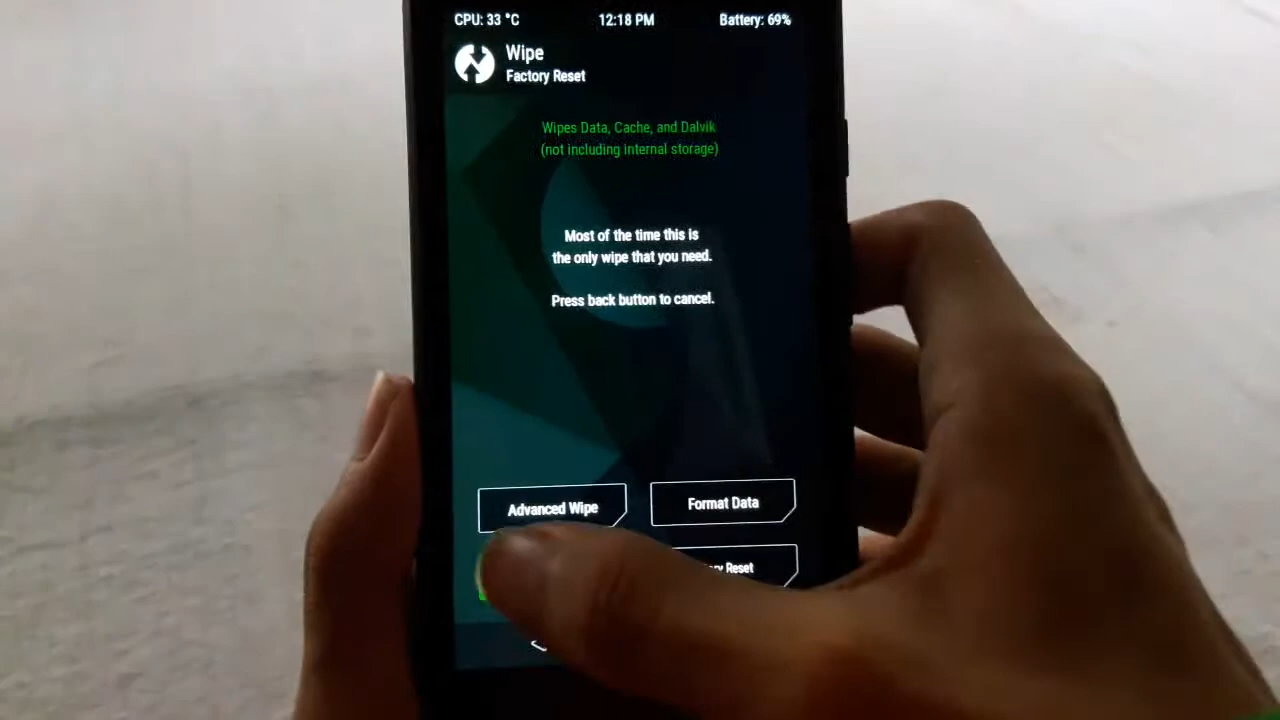 CPU: 33 °C 12:18 PM Battery: 69%
Wipe
Factory Reset
Wipes Data, Cache, and Dalvik
(not including internal storage)
Most of the time this is
the only wipe that you need.
Press back button to cancel.
Advanced Wipe Format Data
Reset